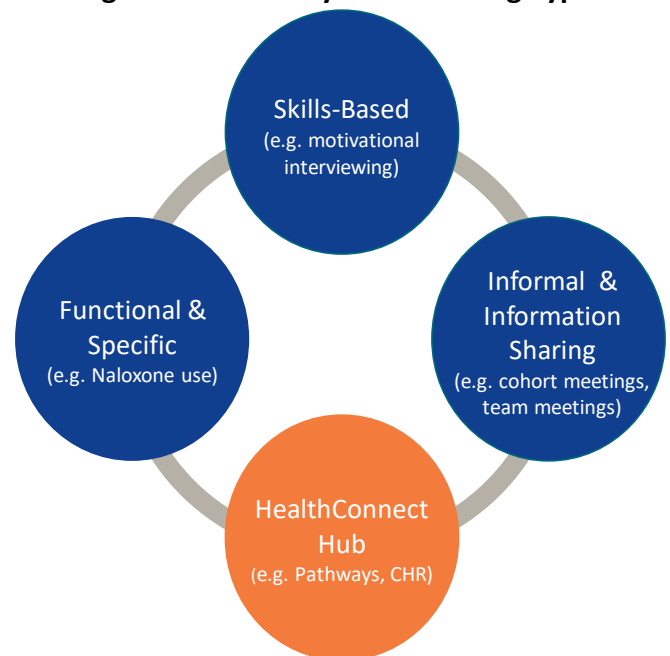 Skills-Based
(e.g. motivational
interviewing)
Functional &
Specific
(e.g. Naloxone use)
Informal &
Information
Sharing
(e.g. cohort meetings,
team meetings)
HealthConnect
Hub
(e.g. Pathways, CHR)